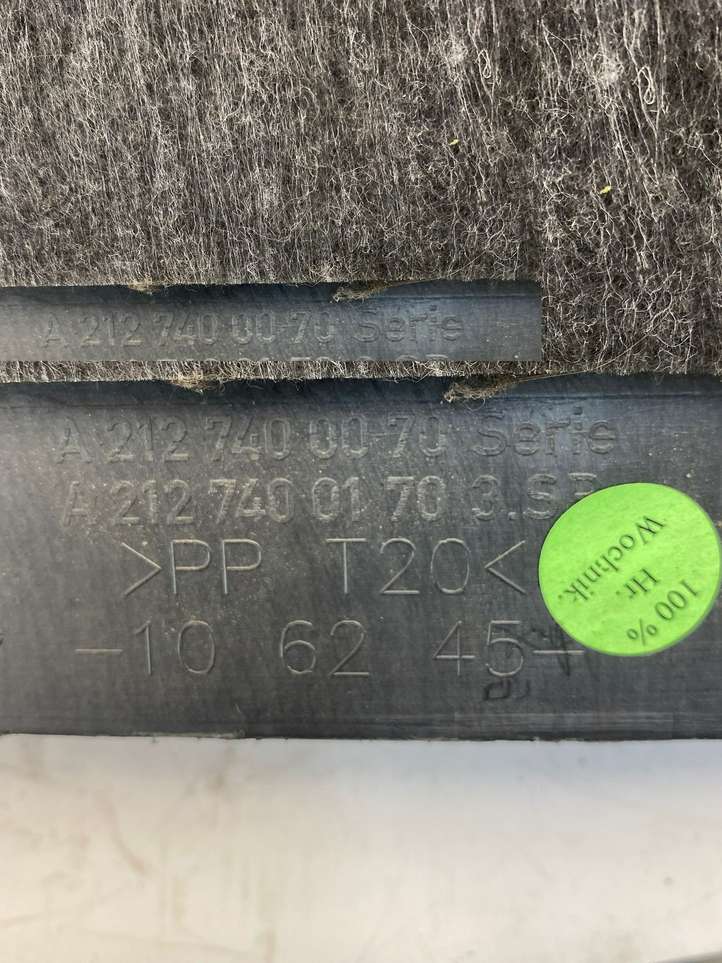 A 212 740 00 70 Serie
A 212 740 00 70 Serie
A 212 740 01 70 3.S
>PP T20<
-10 62 45-
100 %
Hr.
Wochnik.